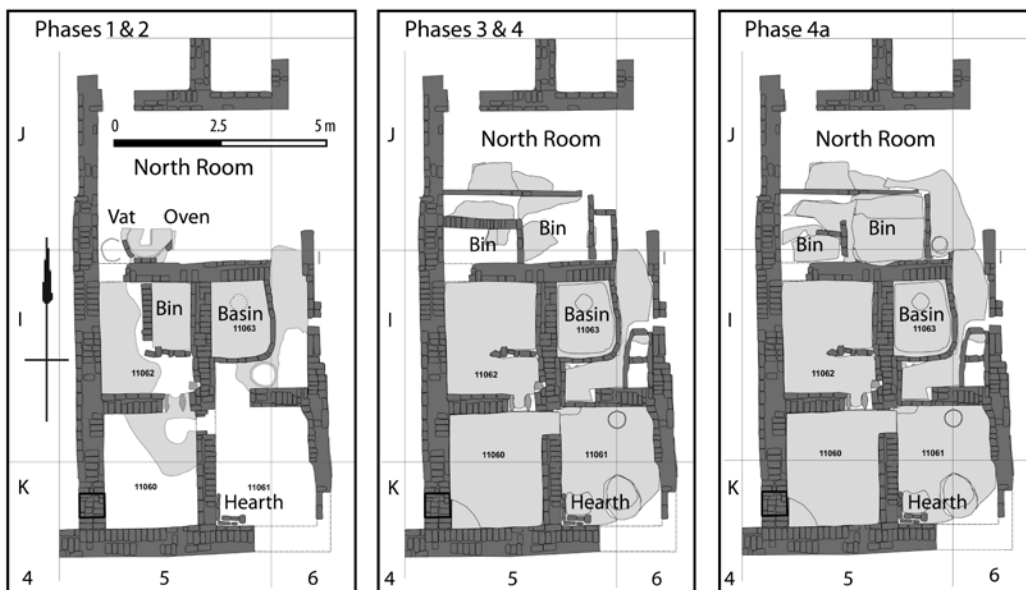 Phases 1 & 2
J
0 2.5 5 m
North Room
Vat Oven
I
Bin
Basin
11063
11062
11060
11061
K
Hearth
4 5 6
Phases 3 & 4
J
North Room
Bin
Bin
I
Basin
11063
11062
11060
11061
K
Hearth
4 5 6
Phase 4a
J
North Room
Bin
Bin
I
Basin
11063
11062
11060
11061
K
Hearth
4 5 6